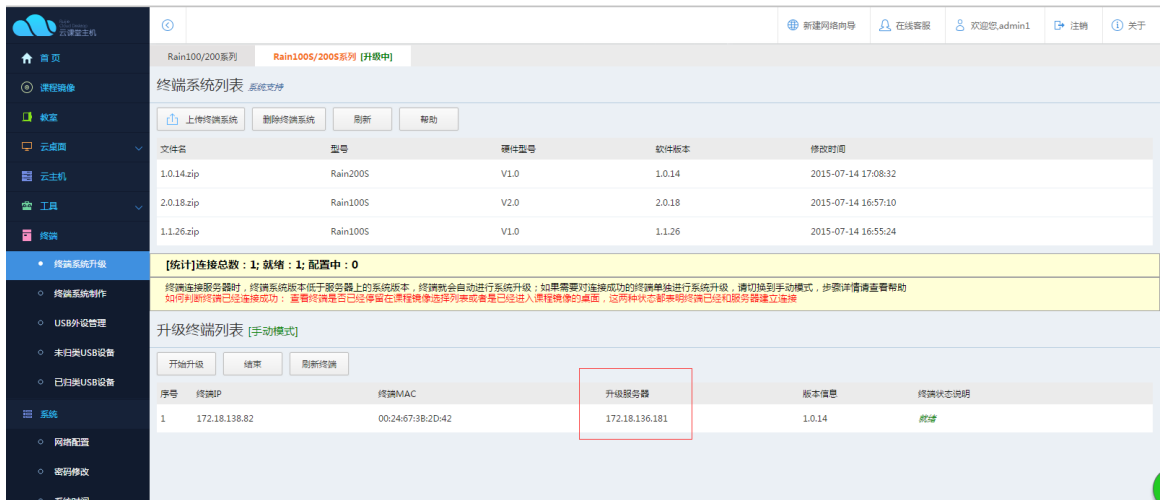 云课堂主机
新建网络向导 在线客服 欢迎您,admin1 注销 关于
首页
课程镜像
教室
云桌面
云主机
工具
终端
终端系统升级
终端系统制作
USB外设管理
未归类USB设备
已归类USB设备
系统
网络配置
密码修改
Rain100/200系列 Rain100S/200S系列 [升级中]
终端系统列表 系统支持
上传终端系统 删除终端系统 刷新 帮助
文件名 型号 硬件型号 软件版本 修改时间
1.0.14.zip Rain200S V1.0 1.0.14 2015-07-14 17:08:32
2.0.18.zip Rain100S V2.0 2.0.18 2015-07-14 16:57:10
1.1.26.zip Rain100S V1.0 1.1.26 2015-07-14 16:55:24
[统计]连接总数：1; 就绪：1; 配置中：0
终端连接服务器时，终端系统版本低于服务器上的系统版本，终端就会自动进行系统升级；如果需要对连接成功的终端单独进行系统升级，请切换到手动模式，步骤详情请查看帮助
如何判断终端已经连接成功： 查看终端是否已经停留在课程镜像选择列表或者是已经进入课程镜像的桌面，这两种状态都表明终端已经和服务器建立连接
升级终端列表 [手动模式]
开始升级 结束 刷新终端
序号 终端IP 终端MAC 升级服务器 版本信息 终端状态说明
1 172.18.138.82 00:24:67:3B:2D:42 172.18.136.181 1.0.14 就绪